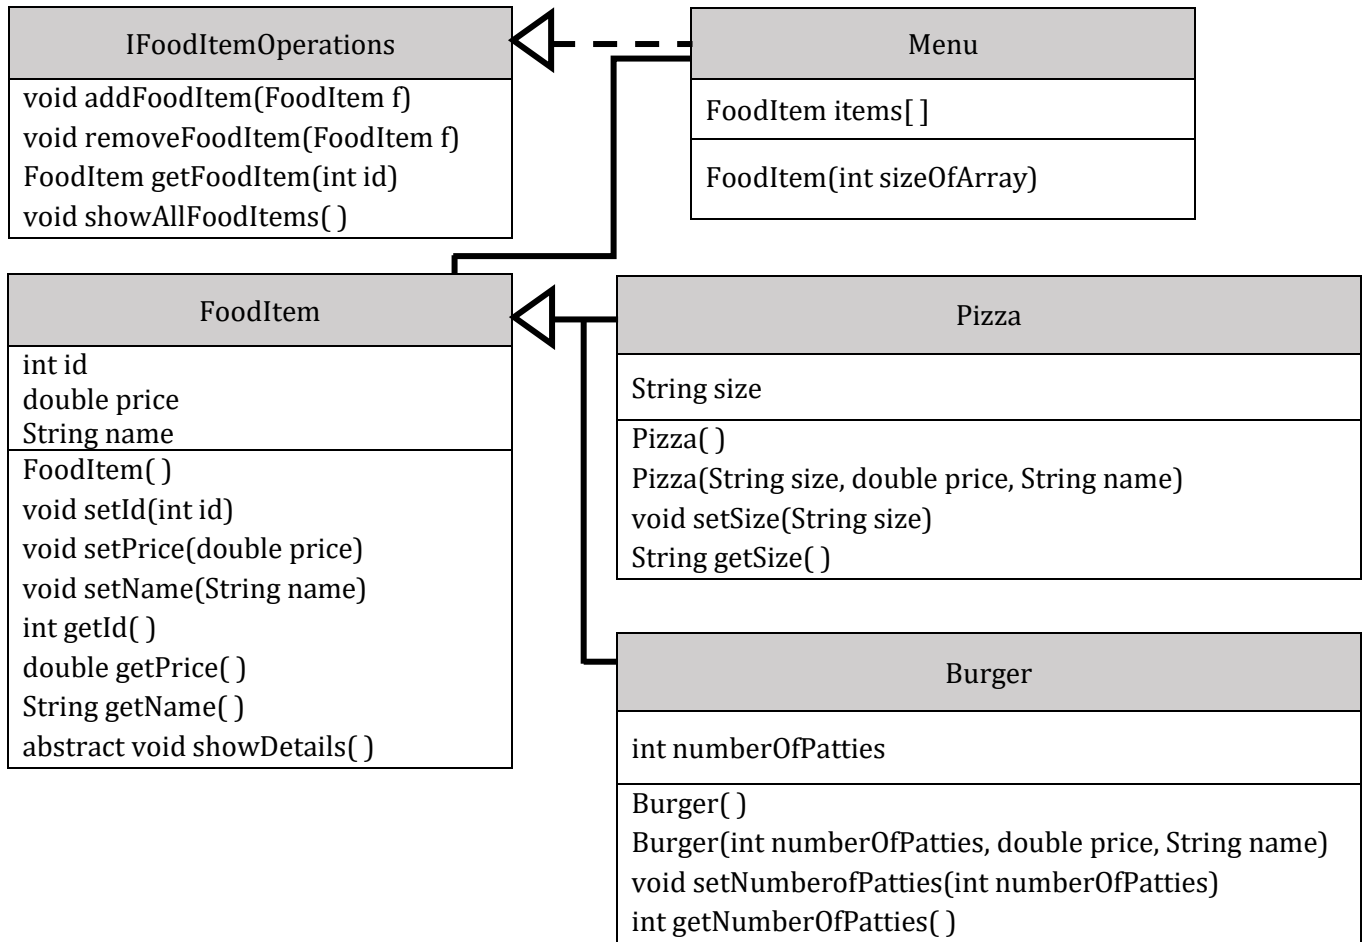 IFoodItemOperations
void addFoodItem(FoodItem f)
void removeFoodItem(FoodItem f)
FoodItem getFoodItem(int id)
void showAllFoodItems( )
Menu
FoodItem items[ ]
FoodItem(int sizeOfArray)
FoodItem
int id
double price
String name
FoodItem( )
void setId(int id)
void setPrice(double price)
void setName(String name)
int getId( )
double getPrice( )
String getName( )
abstract void showDetails( )
Pizza
String size
Pizza( )
Pizza(String size, double price, String name)
void setSize(String size)
String getSize( )
Burger
int numberOfPatties
Burger( )
Burger(int numberOfPatties, double price, String name)
void setNumberofPatties(int numberOfPatties)
int getNumberOfPatties( )